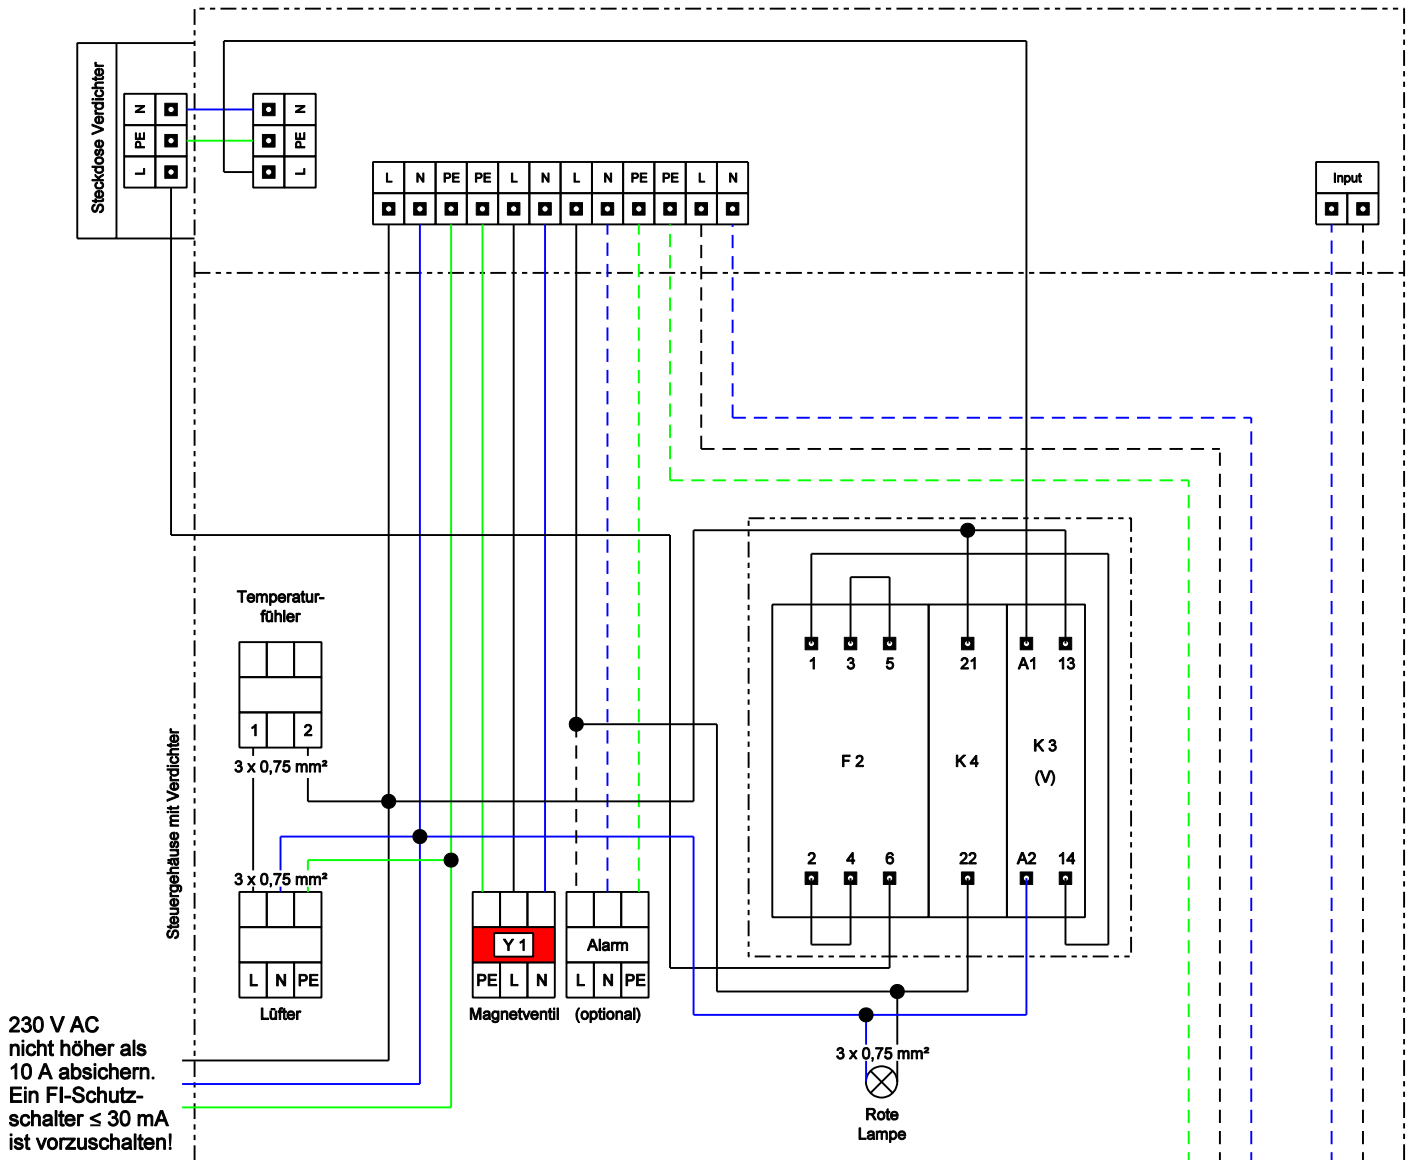 Steckdose Verdichter
N
PE
L
N
PE
L
L N PE PE L N L N PE PE L N
Input
Temperatur-
fühler
1 2
3 x 0,75 mm²
Steuergehäuse mit Verdichter
3 x 0,75 mm²
L N PE
Lüfter
Y 1
PE L N
Magnetventil
Alarm
L N PE
(optional)
1 3 5 21 A1 13
F 2 K 4 K 3
(V)
2 4 6 22 A2 14
3 x 0,75 mm²
Rote
Lampe
230 V AC
nicht höher als
10 A absichern.
Ein FI-Schutz-
schalter ≤ 30 mA
ist vorzuschalten!